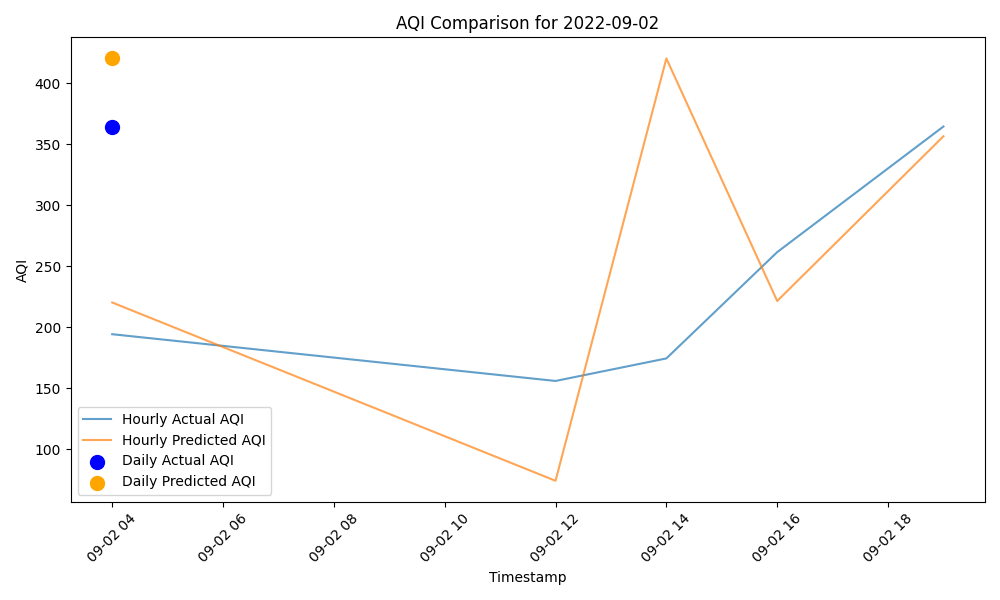 AQI Comparison for 2022-09-02
AQI
400
350
300
250
200
150
100
Hourly Actual AQI
Hourly Predicted AQI
Daily Actual AQI
Daily Predicted AQI
09-02 04
09-02 06
09-02 08
09-02 10
09-02 12
09-02 14
09-02 16
09-02 18
Timestamp